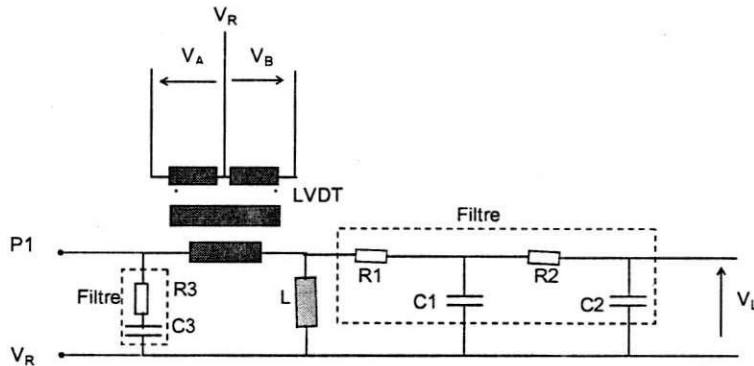 V_R
V_A
V_B
LVDT
Filtre
P1
R1
R2
Filtre
R3
L
C1
C2
V_L
C3
V_R